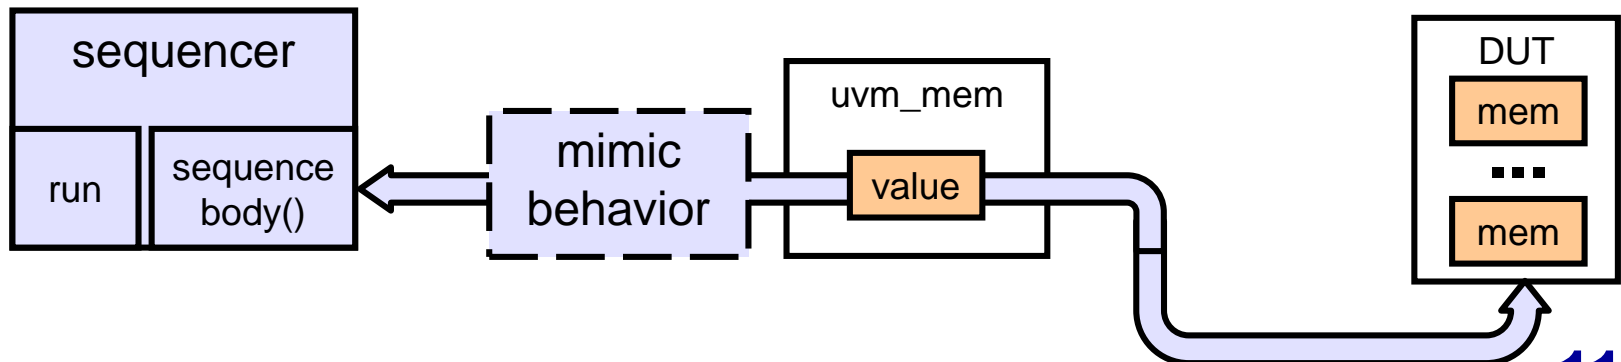 sequencer
run
sequence
body()
mimic
behavior
uvm_mem
value
DUT
mem
...
mem